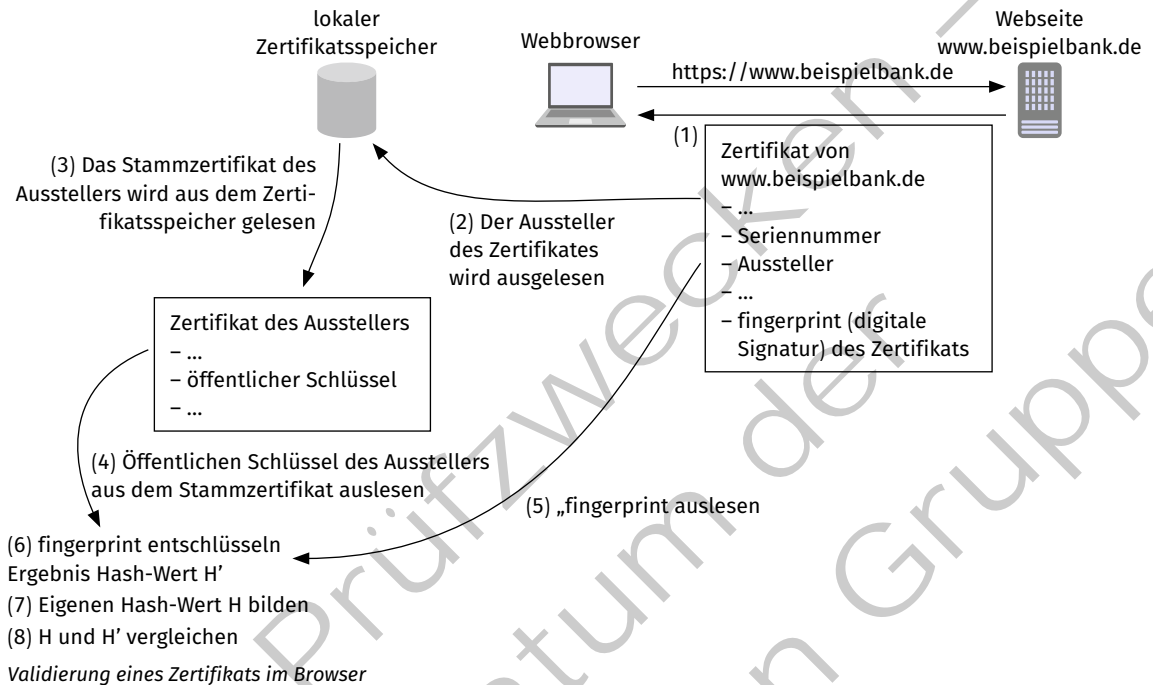 lokaler
Zertifikatsspeicher
Webbrowser
Webseite
www.beispielbank.de
https://www.beispielbank.de
(1)
Zertifikat von
www.beispielbank.de
– ...
– Seriennummer
– Aussteller
– ...
– fingerprint (digitale
Signatur) des Zertifikats
(2) Der Aussteller
des Zertifikates
wird ausgelesen
(3) Das Stammzertifikat des
Ausstellers wird aus dem Zerti-
fikatsspeicher gelesen
Zertifikat des Ausstellers
– ...
– öffentlicher Schlüssel
– ...
(4) Öffentlichen Schlüssel des Ausstellers
aus dem Stammzertifikat auslesen
(5) „fingerprint auslesen
(6) fingerprint entschlüsseln
Ergebnis Hash-Wert H’
(7) Eigenen Hash-Wert H bilden
(8) H und H’ vergleichen
Validierung eines Zertifikats im Browser
Prüfzwecken –
der
Gruppe